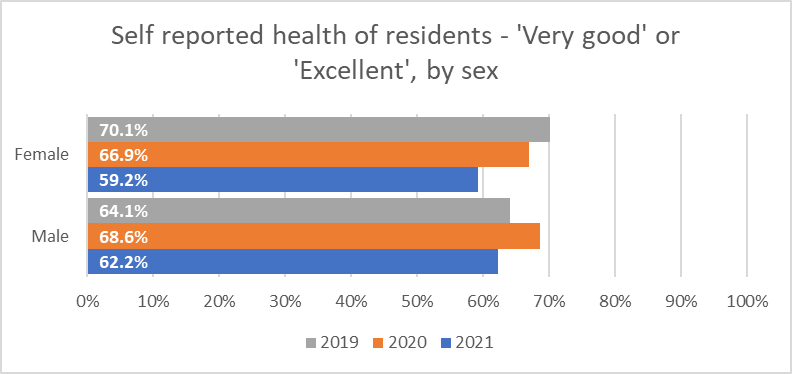 Self reported health of residents - 'Very good' or
'Excellent', by sex
Female
70.1%
66.9%
59.2%
Male
64.1%
68.6%
62.2%
0% 10% 20% 30% 40% 50% 60% 70% 80% 90% 100%
2019 2020 2021